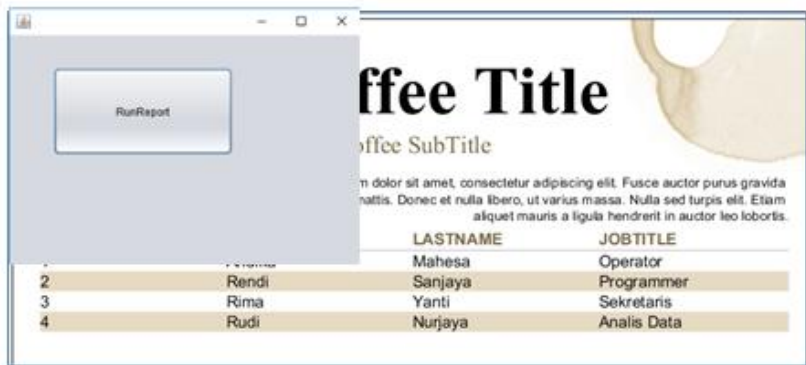 RunReport
ffee Title
ffee SubTitle
dolor sit amet, consectetur adipiscing elit. Fusce auctor purus gravida
mattis. Donec et nulla libero, ut varius massa. Nulla sed turpis elit. Etiam
aliquet mauris a ligula hendrerit in auctor leo lobortis.
LASTNAME JOBTITLE
Mahesa Operator
2 Rendi Sanjaya Programmer
3 Rima Yanti Sekretaris
4 Rudi Nurjaya Analis Data